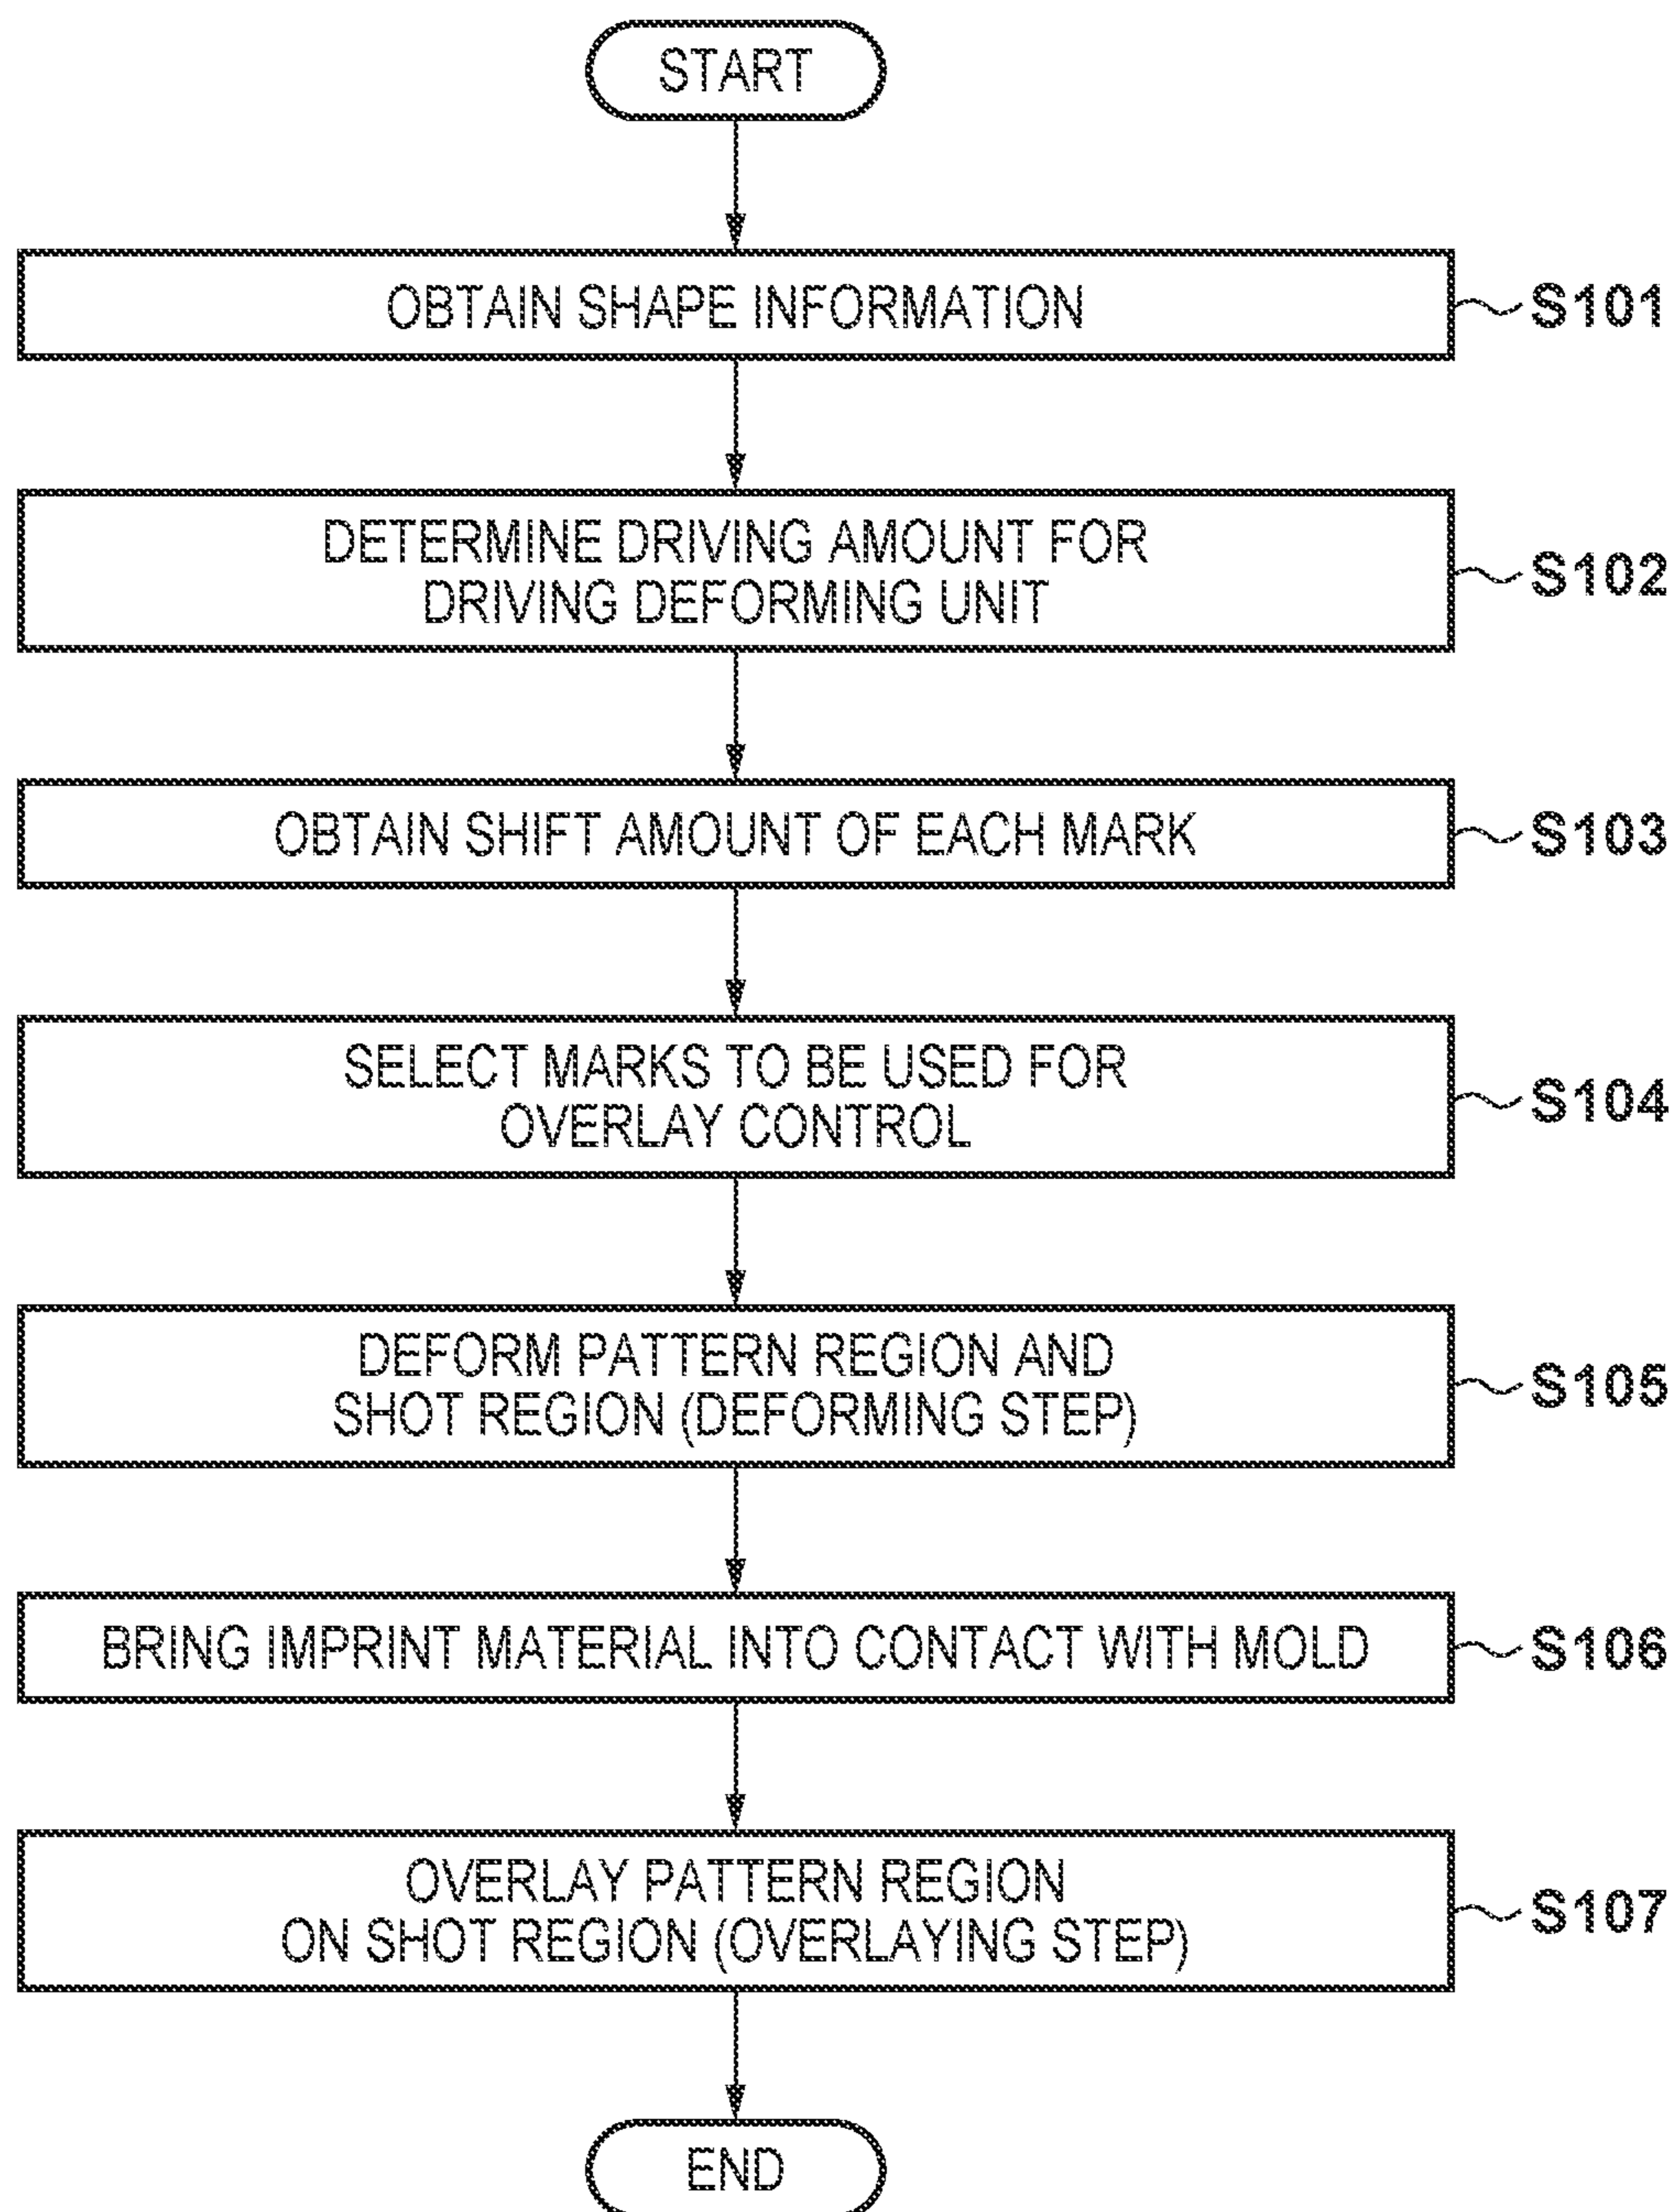 START
OBTAIN SHAPE INFORMATION
S101
DETERMINE DRIVING AMOUNT FOR
DRIVING DEFORMING UNIT
S102
OBTAIN SHIFT AMOUNT OF EACH MARK
S103
SELECT MARKS TO BE USED FOR
OVERLAY CONTROL
S104
DEFORM PATTERN REGION AND
SHOT REGION (DEFORMING STEP)
S105
BRING IMPRINT MATERIAL INTO CONTACT WITH MOLD
S106
OVERLAY PATTERN REGION
ON SHOT REGION (OVERLAYING STEP)
S107
END